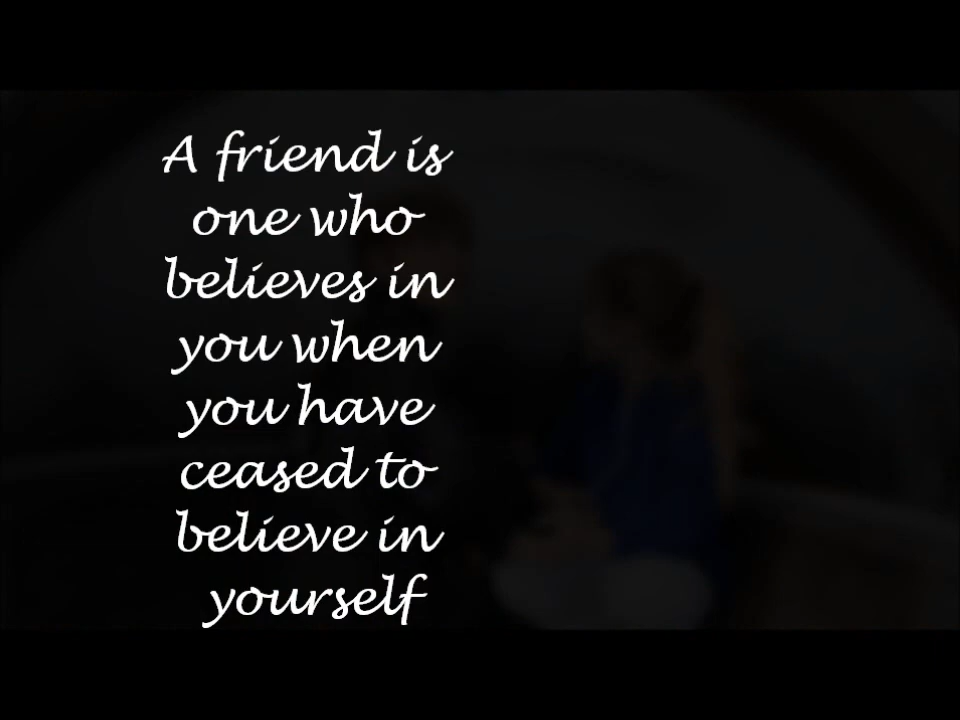 A friend is
one who
believes in
you when
you have
ceased to
believe in
yourself